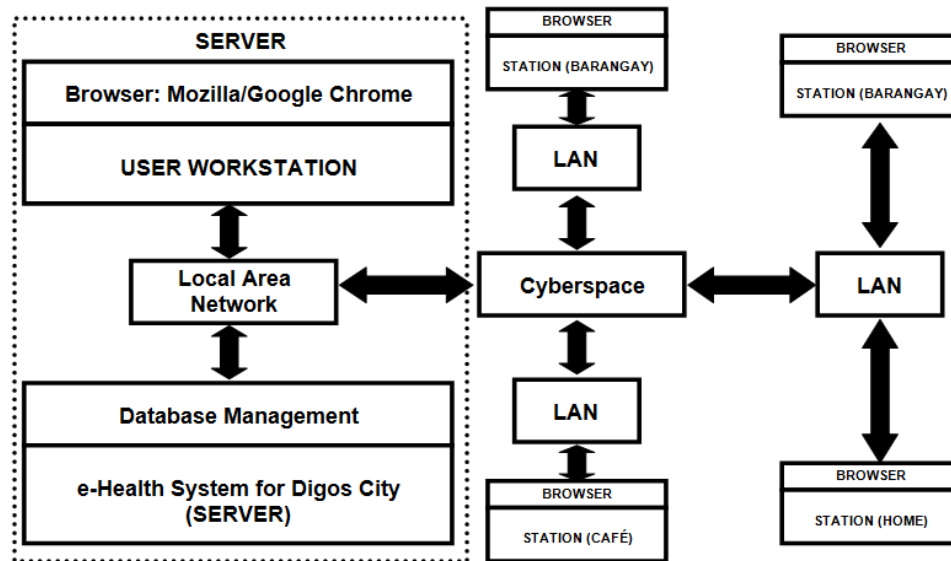 SERVER
Browser: Mozilla/Google Chrome
USER WORKSTATION
Local Area
Network
Database Management
e-Health System for Digos City
(SERVER)
BROWSER
STATION (BARANGAY)
LAN
Cyberspace
LAN
BROWSER
STATION (CAFÉ)
BROWSER
STATION (BARANGAY)
LAN
BROWSER
STATION (HOME)